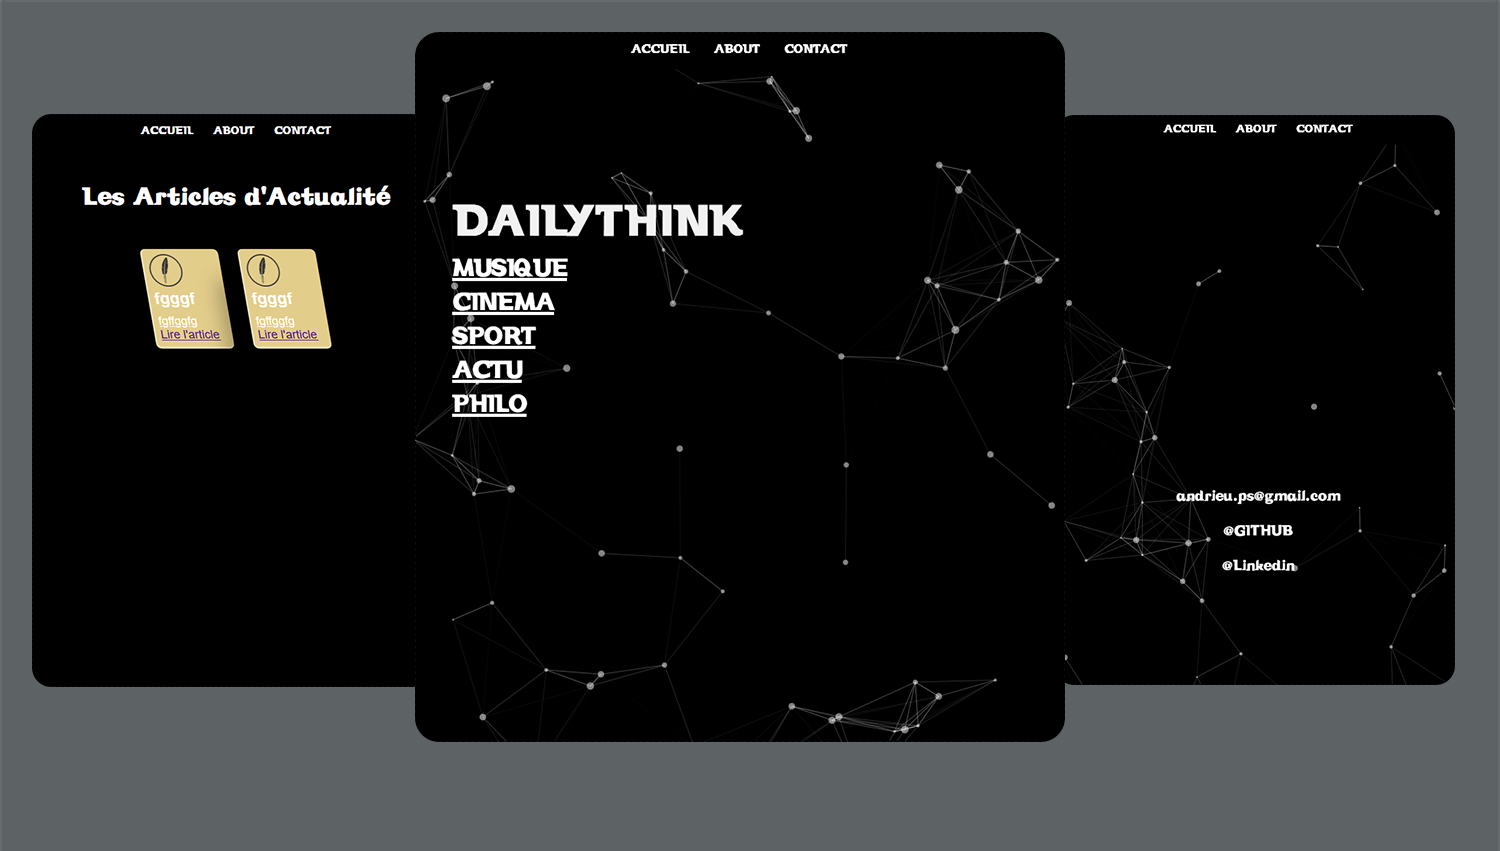 ACCUEIL ABOUT CONTACT
Les Articles d'Actualité
fgggf
fgffggfg
Lire l'article
fgggf
fgffggfg
Lire l'article
ACCUEIL ABOUT CONTACT
DAILYTHINK
MUSIQUE
CINEMA
SPORT
ACTU
PHILO
ACCUEIL ABOUT CONTACT
andrieu.ps@gmail.com
@GITHUB
@Linkedin